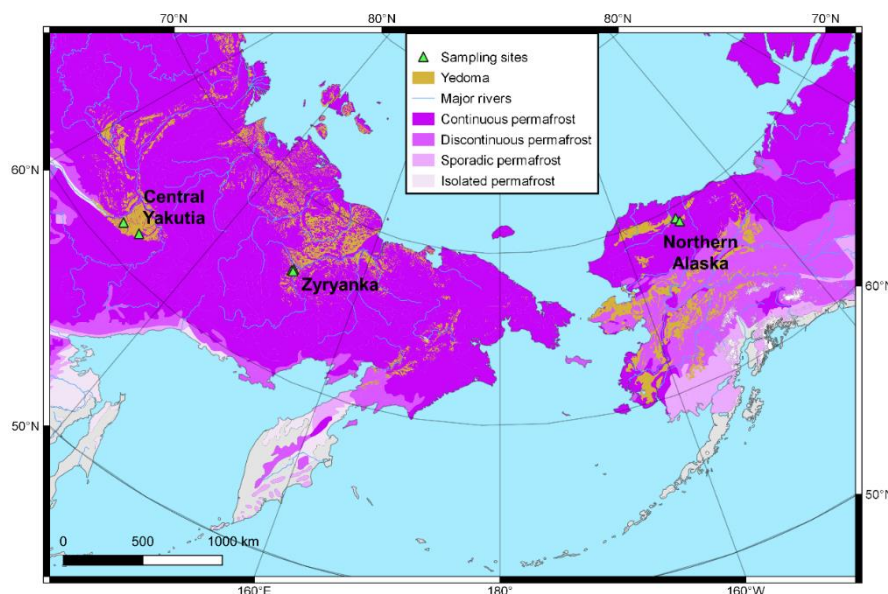 70°N
80°N
80°N
70°N
Sampling sites
Yedoma
Major rivers
Continuous permafrost
Discontinuous permafrost
Sporadic permafrost
Isolated permafrost
60°N
Central
Yakutia
Zyryanka
Northern
Alaska
60°N
50°N
50°N
0 500 1000 km
160°E
180°
160°W